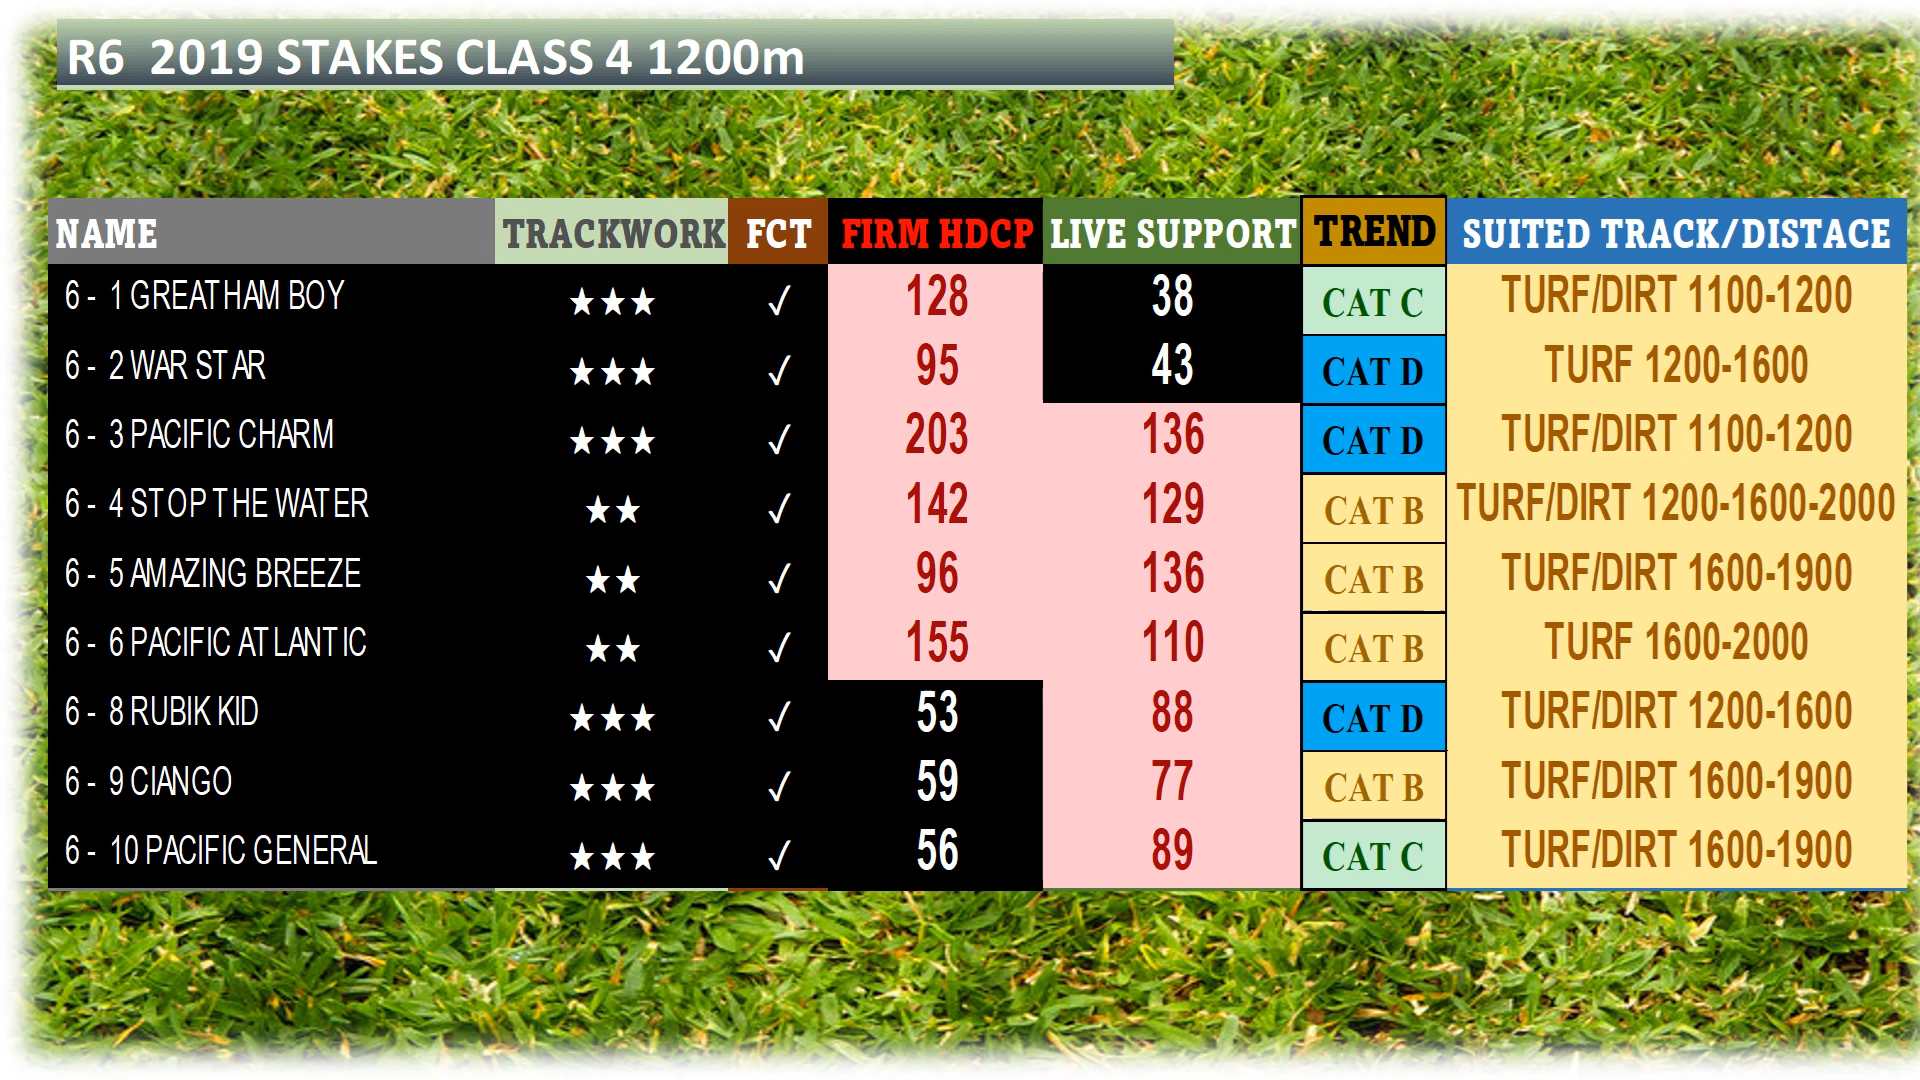 R6 2019 STAKES CLASS 4 1200m
NAME TRACKWORK FCT FIRM HDCP LIVE SUPPORT TREND SUITED TRACK/DISTACE
6 - 1 GREATHAM BOY ★★★ ✓ 128 38 CAT C TURF/DIRT 1100-1200
6 - 2 WAR STAR ★★★ ✓ 95 43 CAT D TURF 1200-1600
6 - 3 PACIFIC CHARM ★★★ ✓ 203 136 CAT D TURF/DIRT 1100-1200
6 - 4 STOP THE WATER ★★ ✓ 142 129 CAT B TURF/DIRT 1200-1600-2000
6 - 5 AMAZING BREEZE ★★ ✓ 96 136 CAT B TURF/DIRT 1600-1900
6 - 6 PACIFIC ATLANTIC ★★ ✓ 155 110 CAT B TURF 1600-2000
6 - 8 RUBIK KID ★★★ ✓ 53 88 CAT D TURF/DIRT 1200-1600
6 - 9 CIANGO ★★★ ✓ 59 77 CAT B TURF/DIRT 1600-1900
6 - 10 PACIFIC GENERAL ★★★ ✓ 56 89 CAT C TURF/DIRT 1600-1900